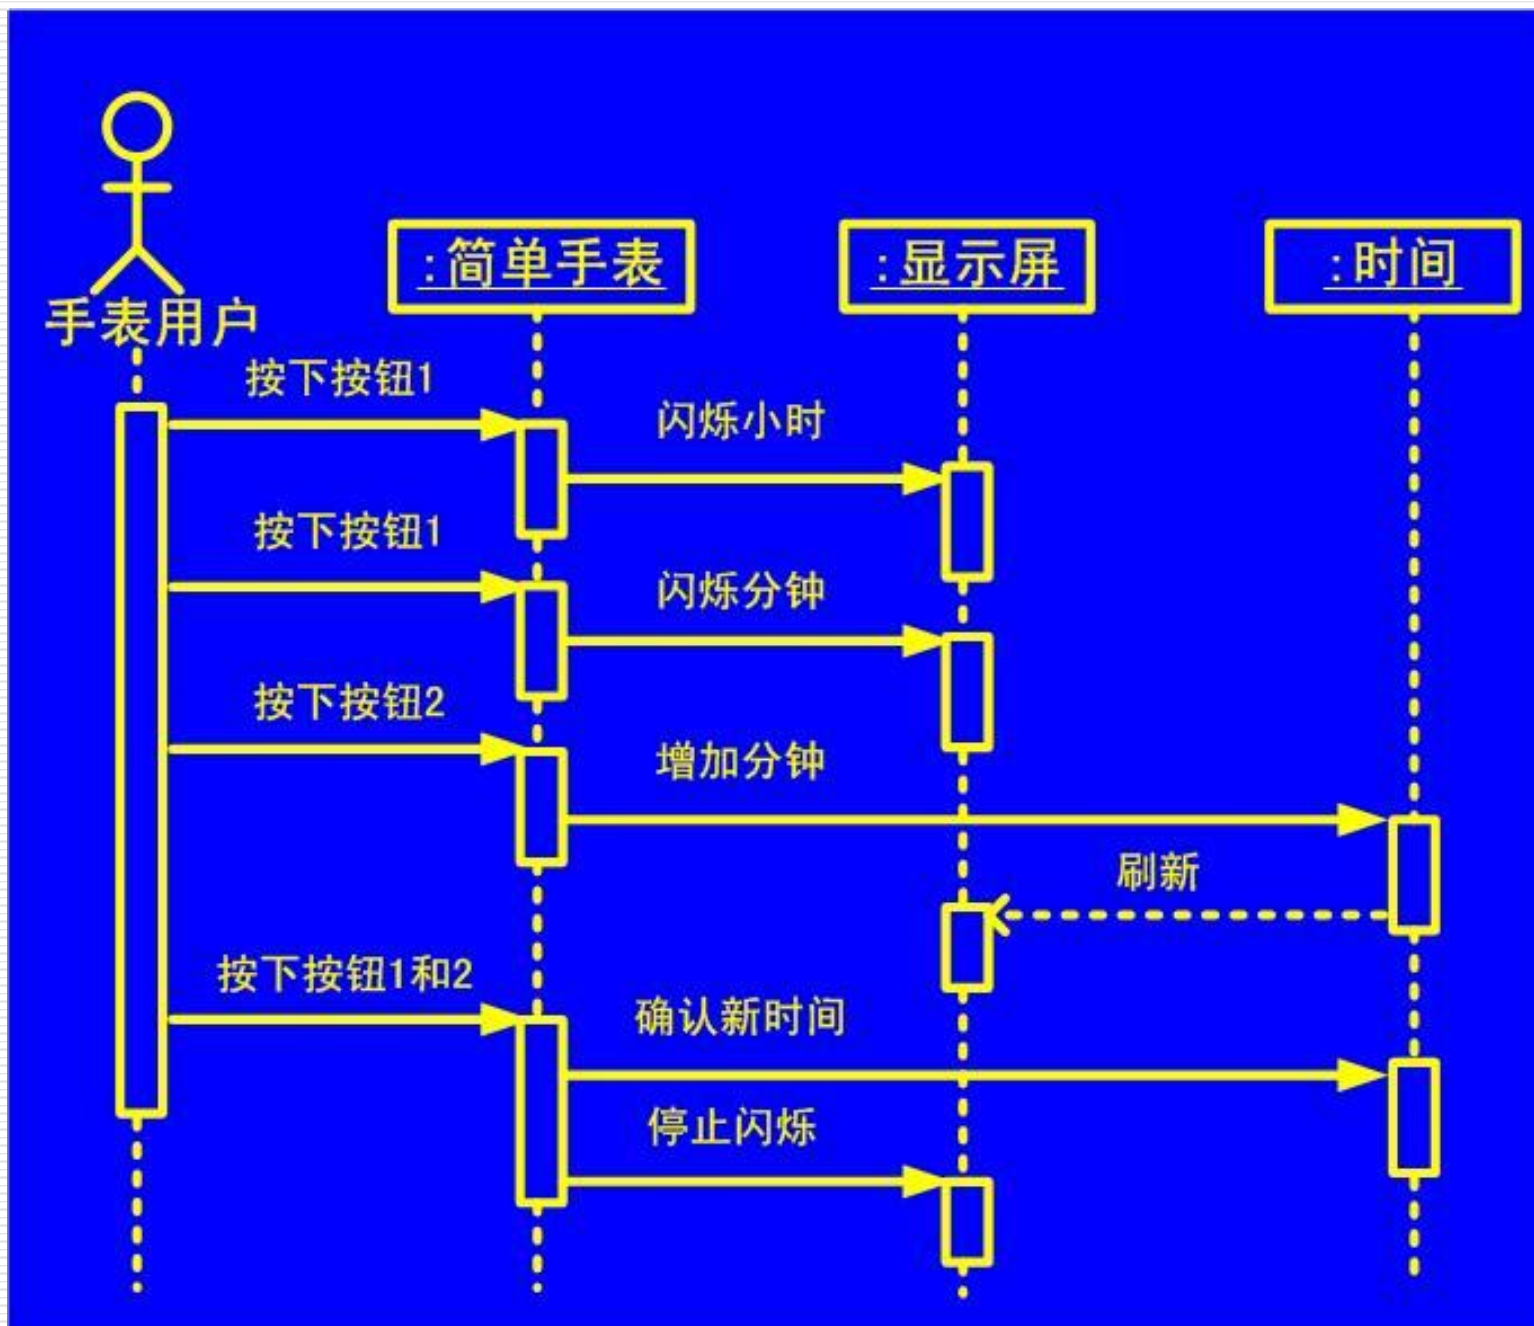 :简单手表
:显示屏
:时间
手表用户
按下按钮1
闪烁小时
按下按钮1
闪烁分钟
按下按钮2
增加分钟
刷新
按下按钮1和2
确认新时间
停止闪烁